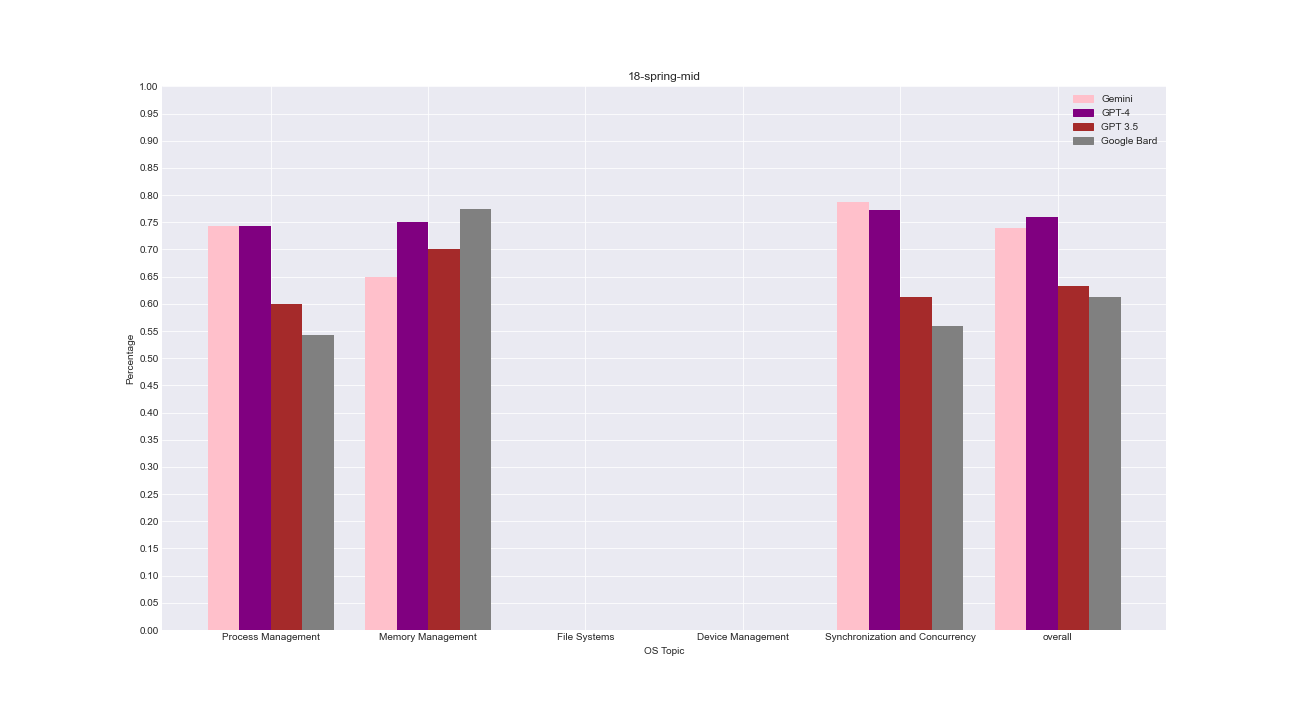 18-spring-mid
Gemini
GPT-4
GPT 3.5
Google Bard
Percentage
1.00
0.95
0.90
0.85
0.80
0.75
0.70
0.65
0.60
0.55
0.50
0.45
0.40
0.35
0.30
0.25
0.20
0.15
0.10
0.05
0.00
Process Management
Memory Management
File Systems
Device Management
Synchronization and Concurrency
overall
OS Topic